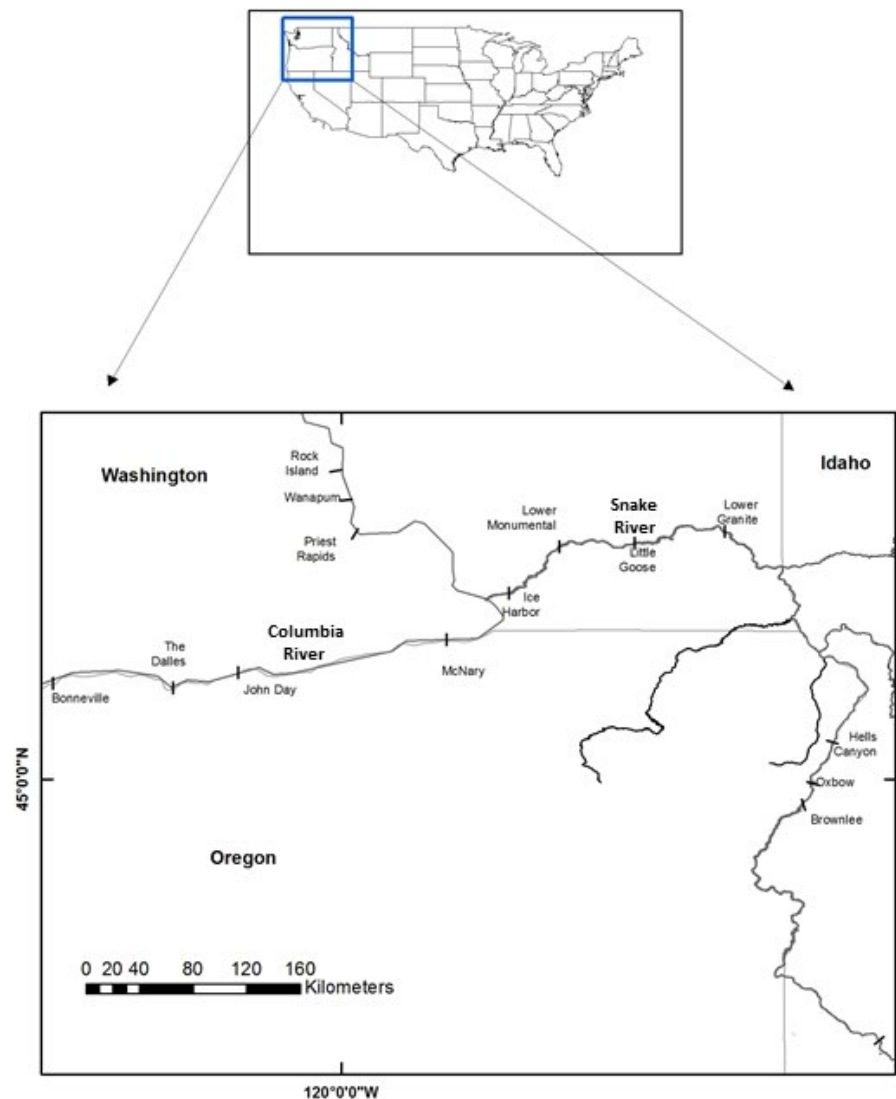 Washington
Idaho
Rock
Island
Wanapum
Priest
Rapids
Lower
Monumental
Snake
River
Lower
Granite
Little
Goose
Ice
Harbor
Columbia
River
The
Dalles
Bonneville
John Day
McNary
Hells
Canyon
Oxbow
Brownlee
45°0'0"N
Oregon
0 20 40 80 120 160
Kilometers
120°0'0"W